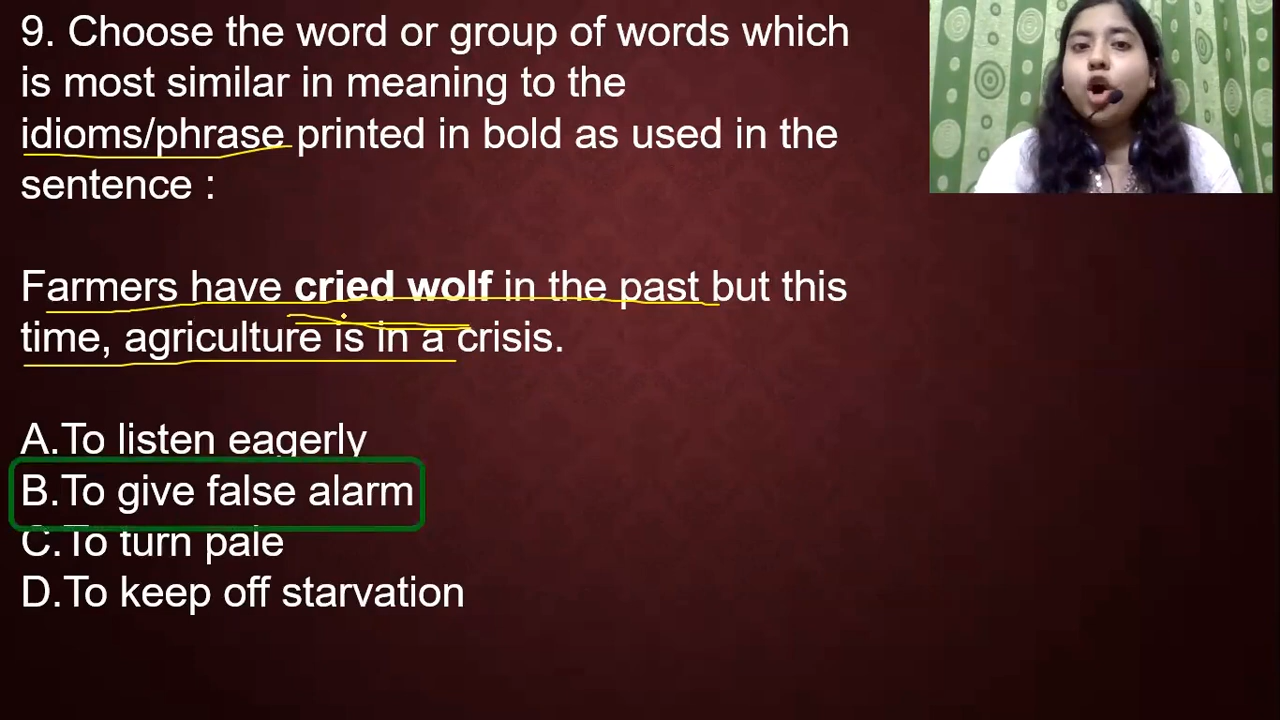 9. Choose the word or group of words which
is most similar in meaning to the
idioms/phrase printed in bold as used in the
sentence :
Farmers have cried wolf in the past but this
time, agriculture is in a crisis.
A.To listen eagerly
B.To give false alarm
C.To turn pale
D.To keep off starvation